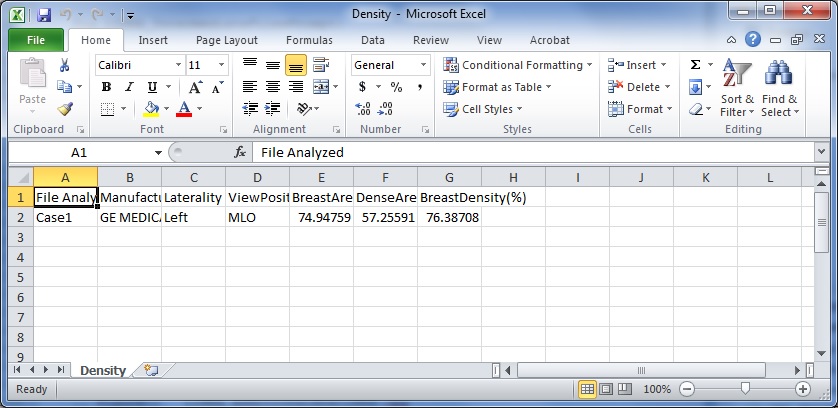 Density - Microsoft Excel
File Home Insert Page Layout Formulas Data Review View Acrobat
Paste
Calibri 11
B I U
A A
General
$ % ,
Conditional Formatting
Format as Table
Cell Styles
Insert
Delete
Format
Σ
Sort & Filter
Find & Select
Clipboard Font Alignment Number Styles Cells Editing
A1 fx File Analyzed
A B C D E F G H I J K L
1 File Analy Manufactu Laterality ViewPosit BreastAre DenseAre BreastDensity(%)
2 Case1 GE MEDICA Left MLO 74.94759 57.25591 76.38708
3
4
5
6
7
8
9
Density
Ready 100%